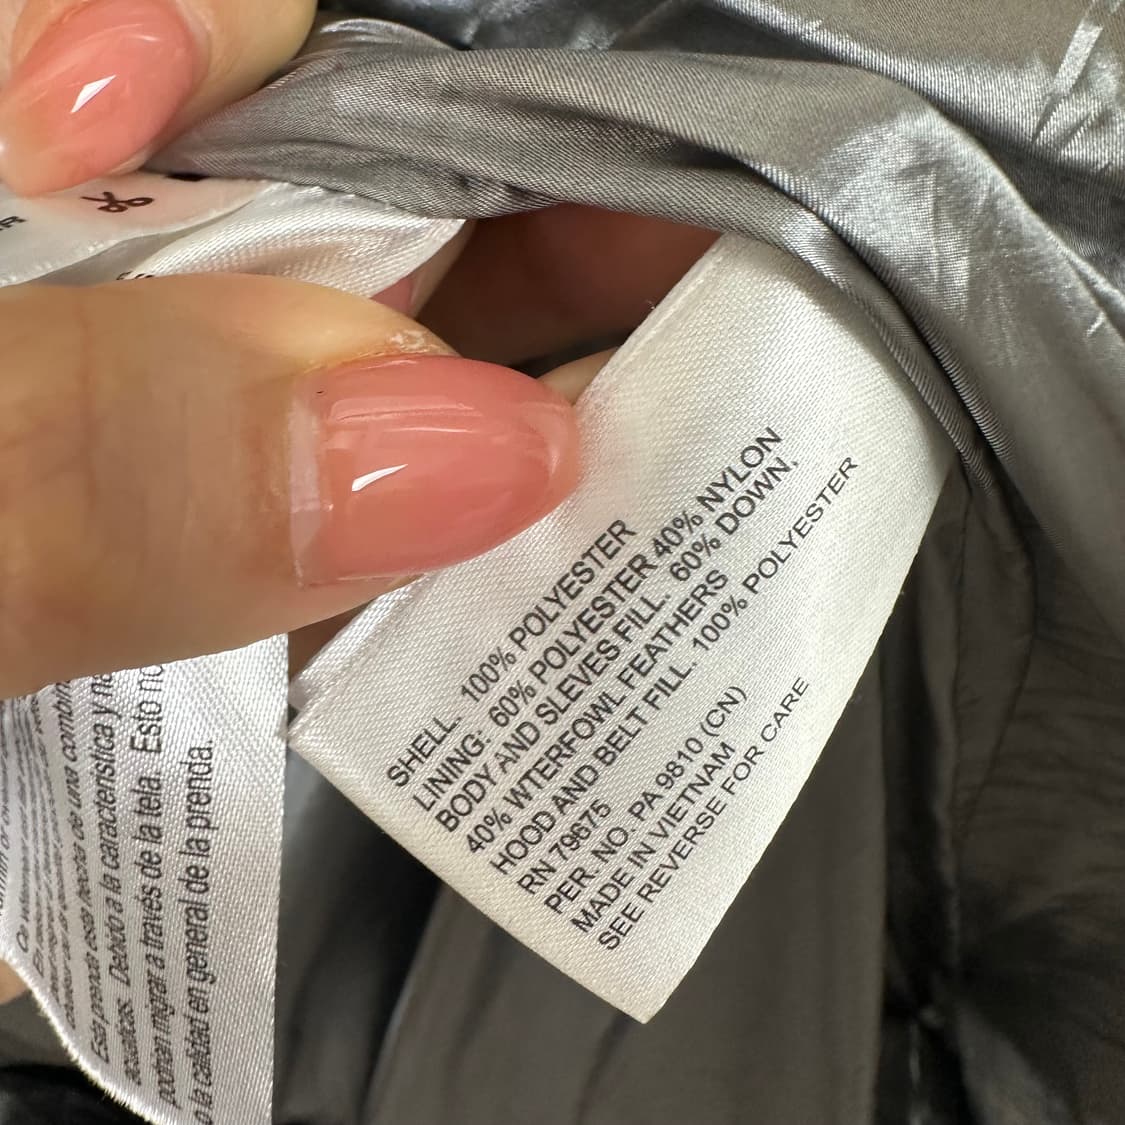 SHELL. 100% POLYESTER
LINING: 60% POLYESTER 40% NYLON
BODY AND SLEVES FILL. 60% DOWN.
40% WTERFOWL FEATHERS
HOOD AND BELT FILL. 100% POLYESTER
RN 79675
PER. NO. PA 9810 (CN)
MADE IN VIETNAM
SEE REVERSE FOR CARE
Esta prenda está hecha de una
acuáticas. Debido a la característica y
podrían migrar a través de la tela. Esto no
o la calidad en general de la prenda.